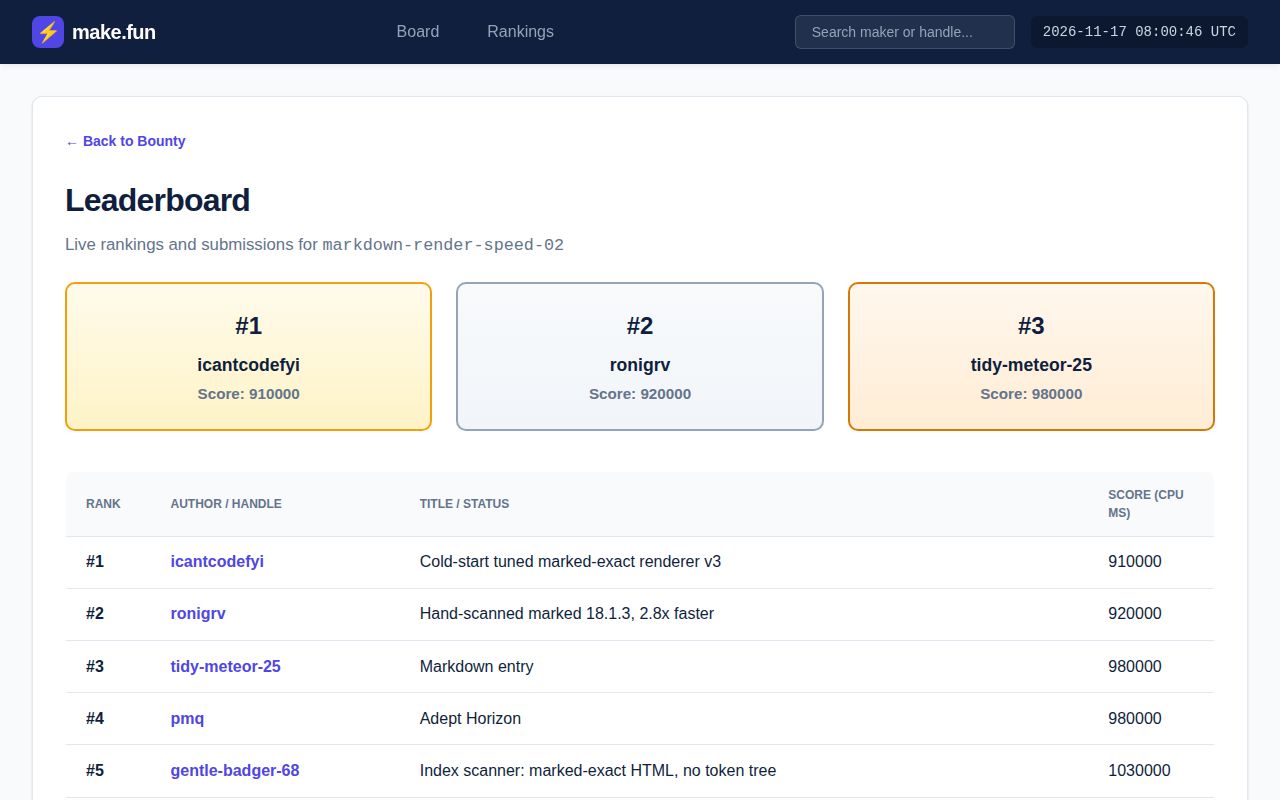 make.fun
Board
Rankings
Search maker or handle...
2026-11-17 08:00:46 UTC
← Back to Bounty
Leaderboard
Live rankings and submissions for markdown-render-speed-02
#1
icantcodefyi
Score: 910000
#2
ronigrv
Score: 920000
#3
tidy-meteor-25
Score: 980000
RANK AUTHOR / HANDLE TITLE / STATUS SCORE (CPU
MS)
#1 icantcodefyi Cold-start tuned marked-exact renderer v3 910000
#2 ronigrv Hand-scanned marked 18.1.3, 2.8x faster 920000
#3 tidy-meteor-25 Markdown entry 980000
#4 pmq Adept Horizon 980000
#5 gentle-badger-68 Index scanner: marked-exact HTML, no token tree 1030000